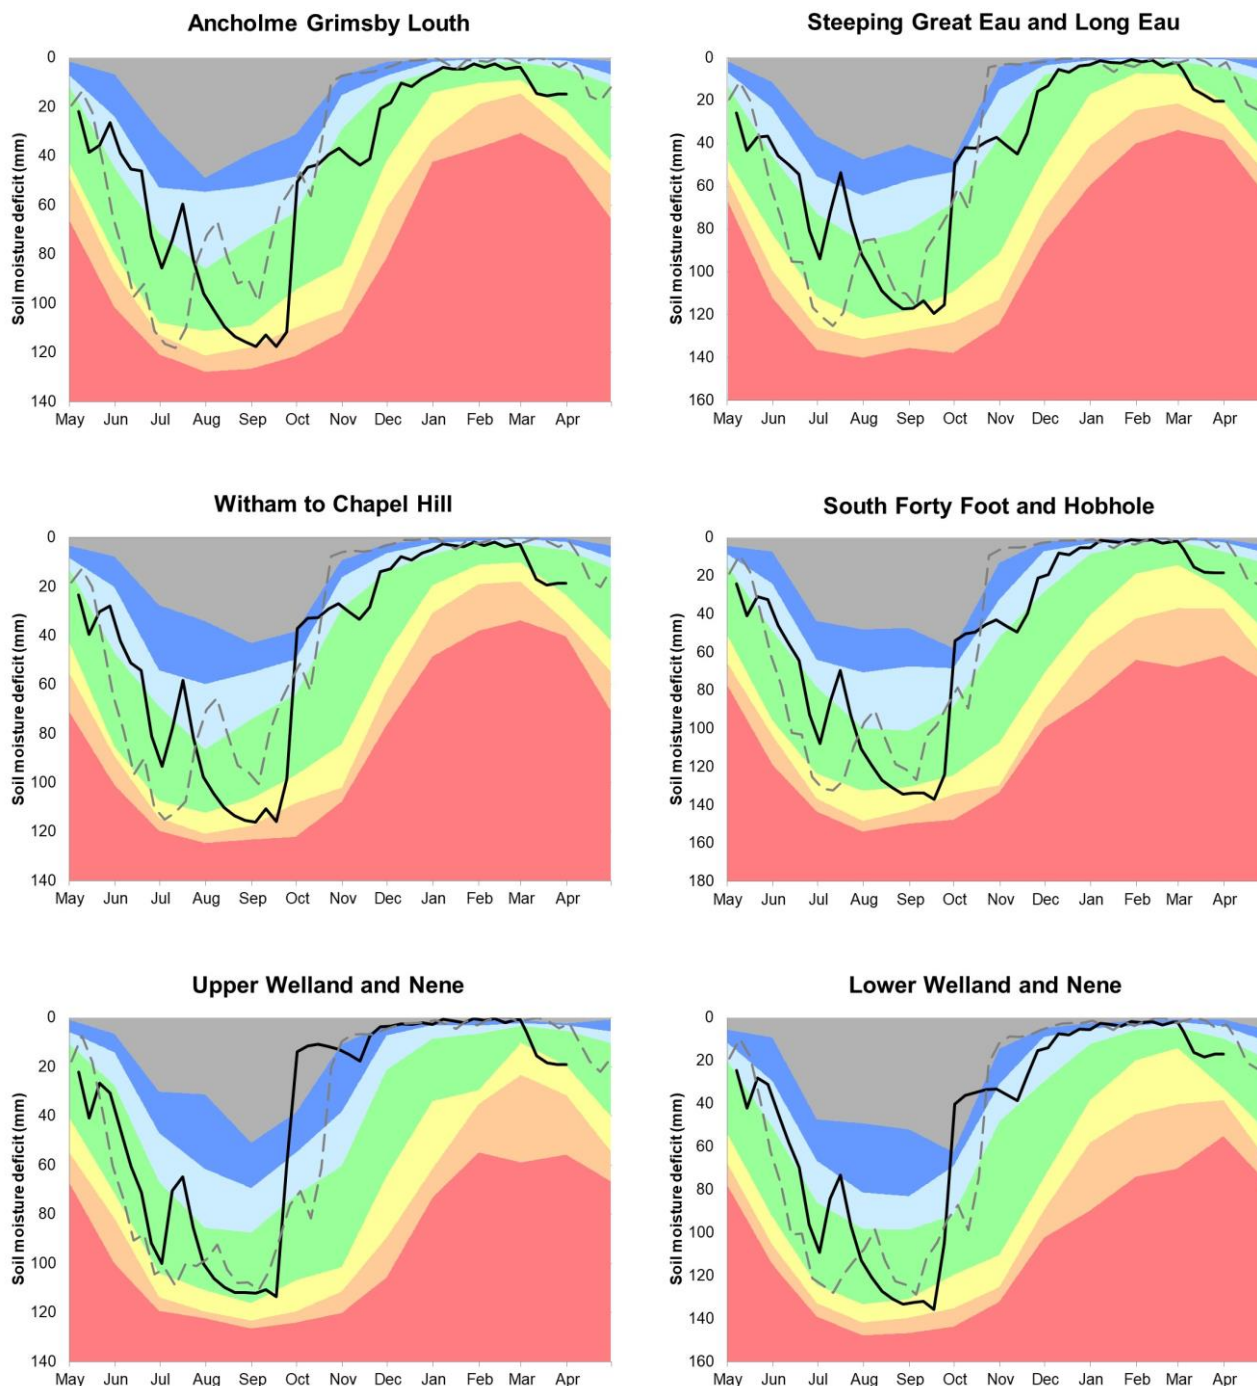 Ancholme Grimsby Louth
Soil moisture deficit (mm)
0
20
40
60
80
100
120
140
May Jun Jul Aug Sep Oct Nov Dec Jan Feb Mar Apr
Steeping Great Eau and Long Eau
Soil moisture deficit (mm)
0
20
40
60
80
100
120
140
160
May Jun Jul Aug Sep Oct Nov Dec Jan Feb Mar Apr
Witham to Chapel Hill
Soil moisture deficit (mm)
0
20
40
60
80
100
120
140
May Jun Jul Aug Sep Oct Nov Dec Jan Feb Mar Apr
South Forty Foot and Hobhole
Soil moisture deficit (mm)
0
20
40
60
80
100
120
140
160
180
May Jun Jul Aug Sep Oct Nov Dec Jan Feb Mar Apr
Upper Welland and Nene
Soil moisture deficit (mm)
0
20
40
60
80
100
120
140
May Jun Jul Aug Sep Oct Nov Dec Jan Feb Mar Apr
Lower Welland and Nene
Soil moisture deficit (mm)
0
20
40
60
80
100
120
140
160
May Jun Jul Aug Sep Oct Nov Dec Jan Feb Mar Apr